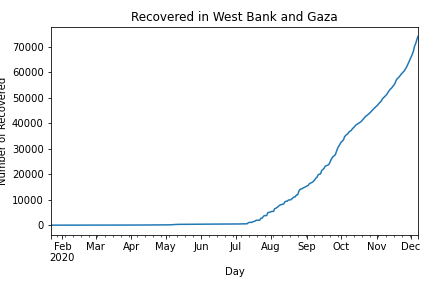 Recovered in West Bank and Gaza
Number of Recovered
70000
60000
50000
40000
30000
20000
10000
0
Feb Mar Apr May Jun Jul Aug Sep Oct Nov Dec
2020
Day